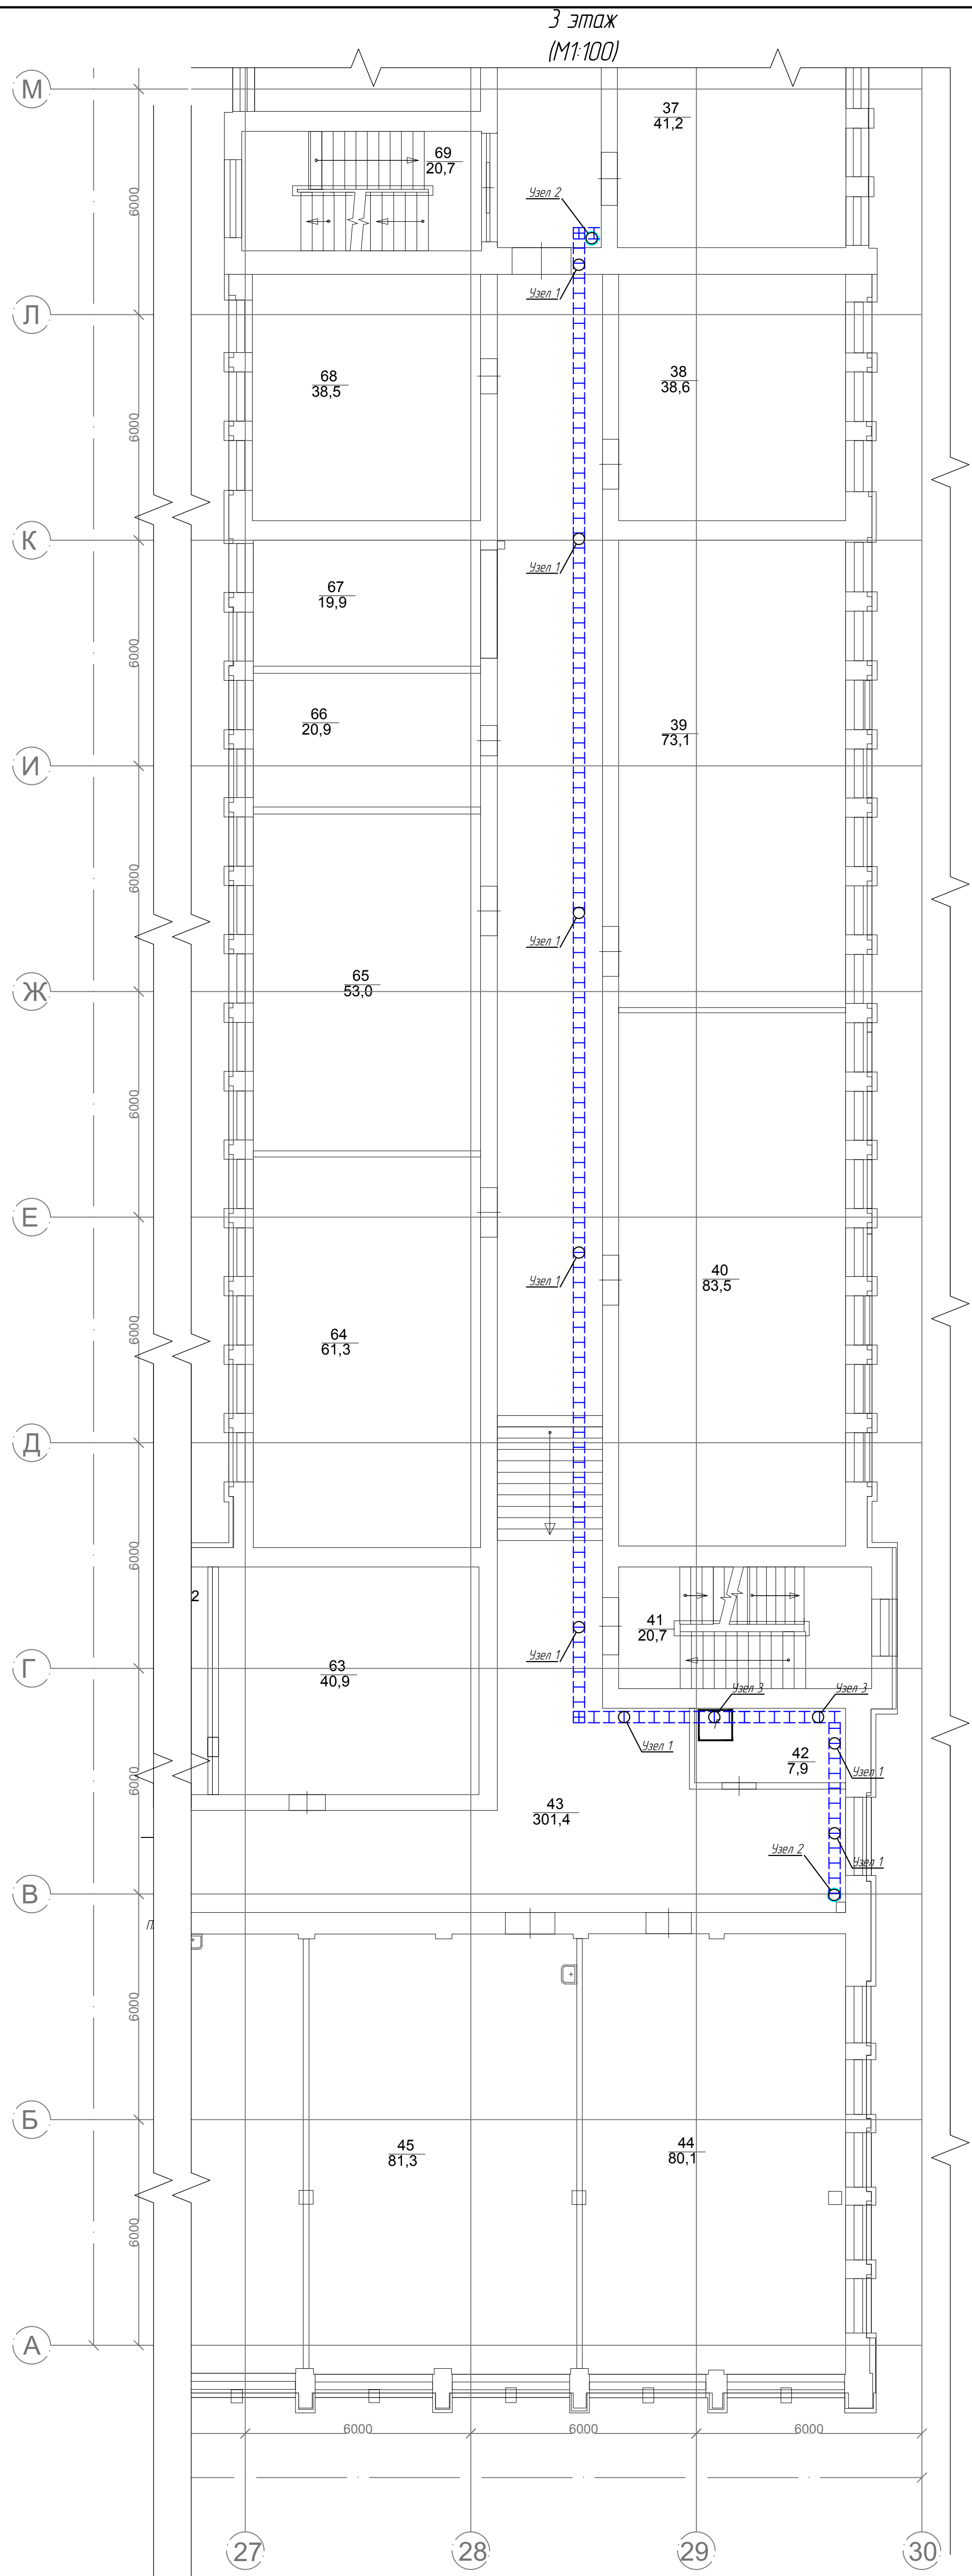 3 этаж
(М1:100)
М
37
41,2
69
20,7
6000
Узел 2
Узел 1
Л
68
38,5
38
38,6
6000
К
Узел 1
67
19,9
6000
66
20,9
39
73,1
И
6000
Узел 1
65
53,0
Ж
6000
Е
40
83,5
Узел 1
6000
64
61,3
Д
6000
2
41
20,7
Узел 1
Г
63
40,9
Узел 3
Узел 3
Узел 1
42
7,9
Узел 1
6000
43
301,4
Узел 2
Узел 1
В
П
6000
Б
45
81,3
44
80,1
6000
А
6000
6000
6000
27
28
29
30